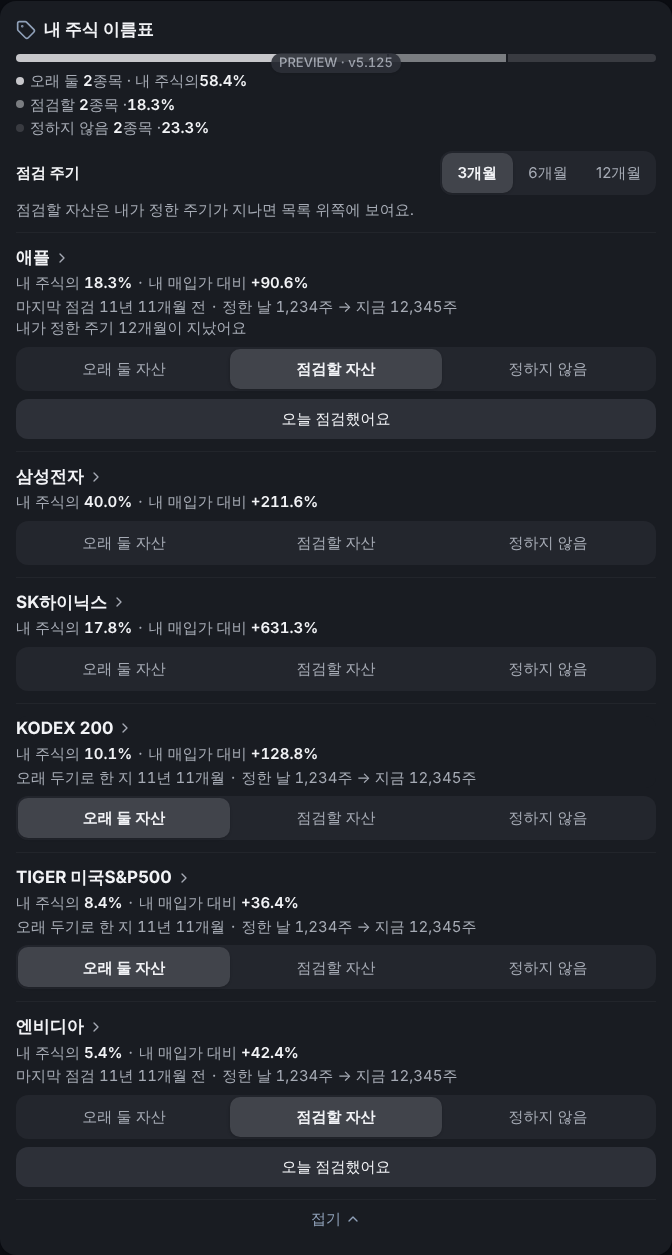 내 주식 이름표
PREVIEW · v5.125
오래 둘 2종목 · 내 주식의58.4%
점검할 2종목 ·18.3%
정하지 않음 2종목 ·23.3%
점검 주기
3개월 6개월 12개월
점검할 자산은 내가 정한 주기가 지나면 목록 위쪽에 보여요.
애플
내 주식의 18.3% · 내 매입가 대비 +90.6%
마지막 점검 11년 11개월 전 · 정한 날 1,234주 → 지금 12,345주
내가 정한 주기 12개월이 지났어요
오래 둘 자산 점검할 자산 정하지 않음
오늘 점검했어요
삼성전자
내 주식의 40.0% · 내 매입가 대비 +211.6%
오래 둘 자산 점검할 자산 정하지 않음
SK하이닉스
내 주식의 17.8% · 내 매입가 대비 +631.3%
오래 둘 자산 점검할 자산 정하지 않음
KODEX 200
내 주식의 10.1% · 내 매입가 대비 +128.8%
오래 두기로 한 지 11년 11개월 · 정한 날 1,234주 → 지금 12,345주
오래 둘 자산 점검할 자산 정하지 않음
TIGER 미국S&P500
내 주식의 8.4% · 내 매입가 대비 +36.4%
오래 두기로 한 지 11년 11개월 · 정한 날 1,234주 → 지금 12,345주
오래 둘 자산 점검할 자산 정하지 않음
엔비디아
내 주식의 5.4% · 내 매입가 대비 +42.4%
마지막 점검 11년 11개월 전 · 정한 날 1,234주 → 지금 12,345주
오래 둘 자산 점검할 자산 정하지 않음
오늘 점검했어요
접기